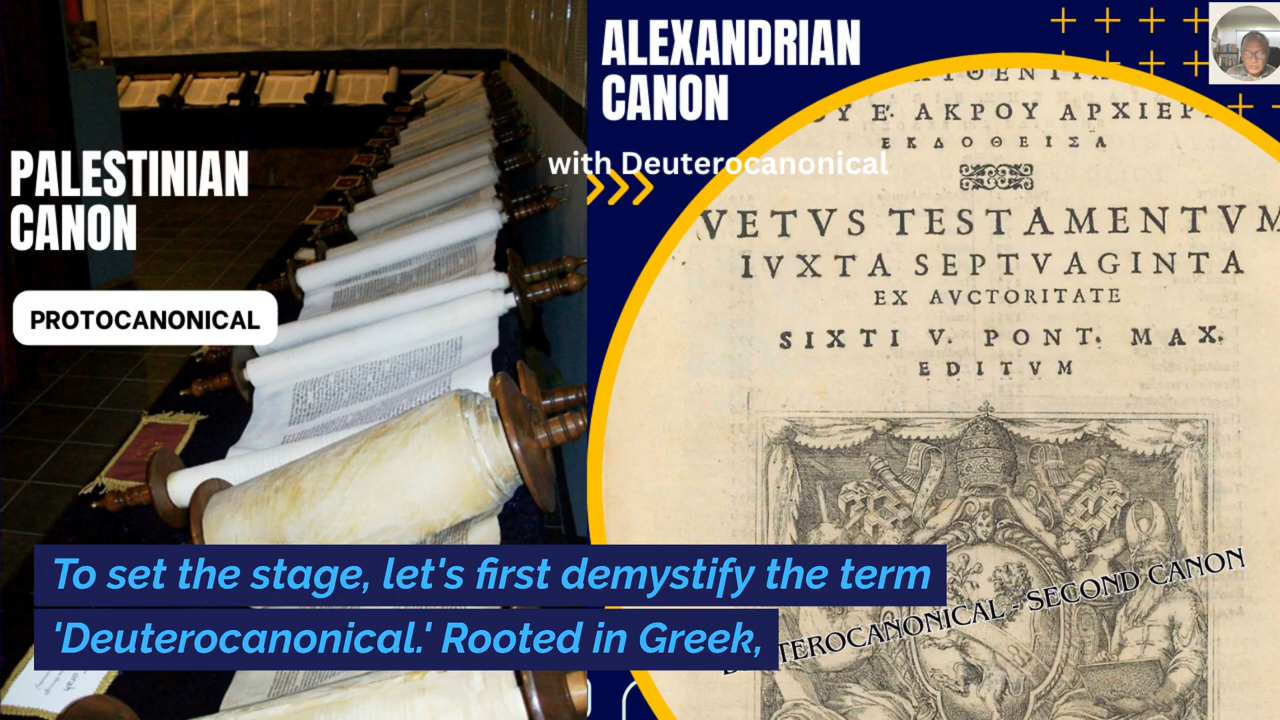 PALESTINIAN
CANON
PROTOCANONICAL
ALEXANDRIAN
CANON
with Deuterocanonical
ΑΚΡΟΥ ΑΡΧΙΕΡ
ΕΚΔΟΘΕΙΣΑ
VETVS TESTAMENTVM
IVXTA SEPTVAGINTA
EX AVCTORITATE
SIXTI V. PONT. MAX.
EDITVM
TEROCANONICAL - SECOND CANON
To set the stage, let's first demystify the term
'Deuterocanonical.' Rooted in Greek,